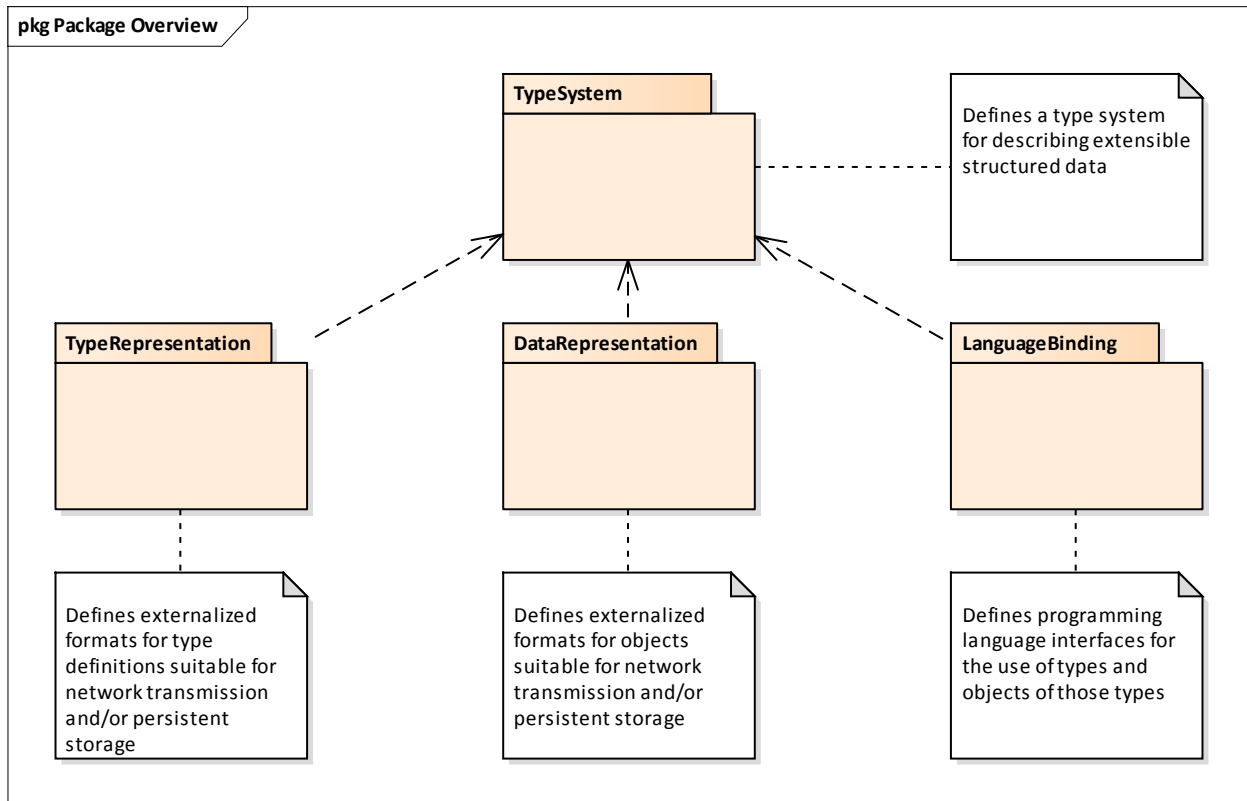 pkg Package Overview
TypeSystem
Defines a type system
for describing extensible
structured data
TypeRepresentation
DataRepresentation
LanguageBinding
Defines externalized
formats for type
definitions suitable for
network transmission
and/or persistent
storage
Defines externalized
formats for objects
suitable for network
transmission and/or
persistent storage
Defines programming
language interfaces for
the use of types and
objects of those types